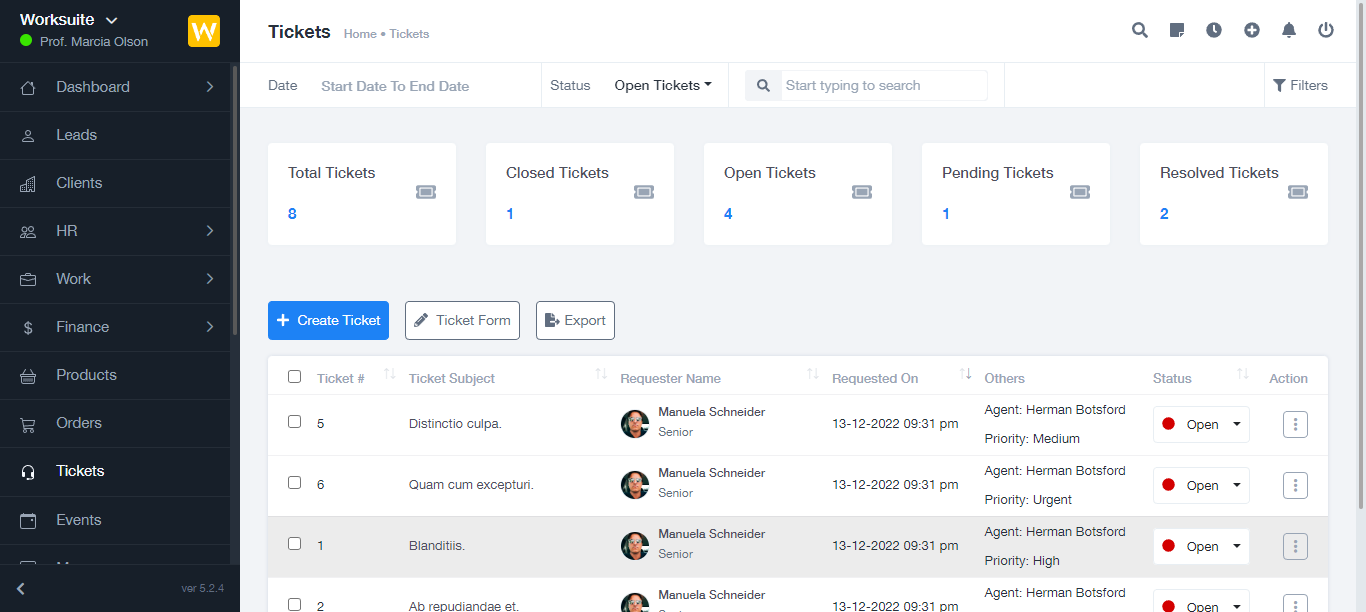 Worksuite
Prof. Marcia Olson
W
Dashboard
Leads
Clients
HR
Work
Finance
Products
Orders
Tickets
Events
ver 5.2.4
Tickets Home • Tickets
Date Start Date To End Date Status Open Tickets Start typing to search Filters
Total Tickets
8
Closed Tickets
1
Open Tickets
4
Pending Tickets
1
Resolved Tickets
2
Create Ticket Ticket Form Export
Ticket # Ticket Subject Requester Name Requested On Others Status Action
5 Distinctio culpa. Manuela Schneider Senior 13-12-2022 09:31 pm Agent: Herman Botsford Priority: Medium Open
6 Quam cum excepturi. Manuela Schneider Senior 13-12-2022 09:31 pm Agent: Herman Botsford Priority: Urgent Open
1 Blanditiis. Manuela Schneider Senior 13-12-2022 09:31 pm Agent: Herman Botsford Priority: High Open
2 Ab repudiandae et. Manuela Schneider 13-12-2022 09:31 pm Agent: Herman Botsford Open